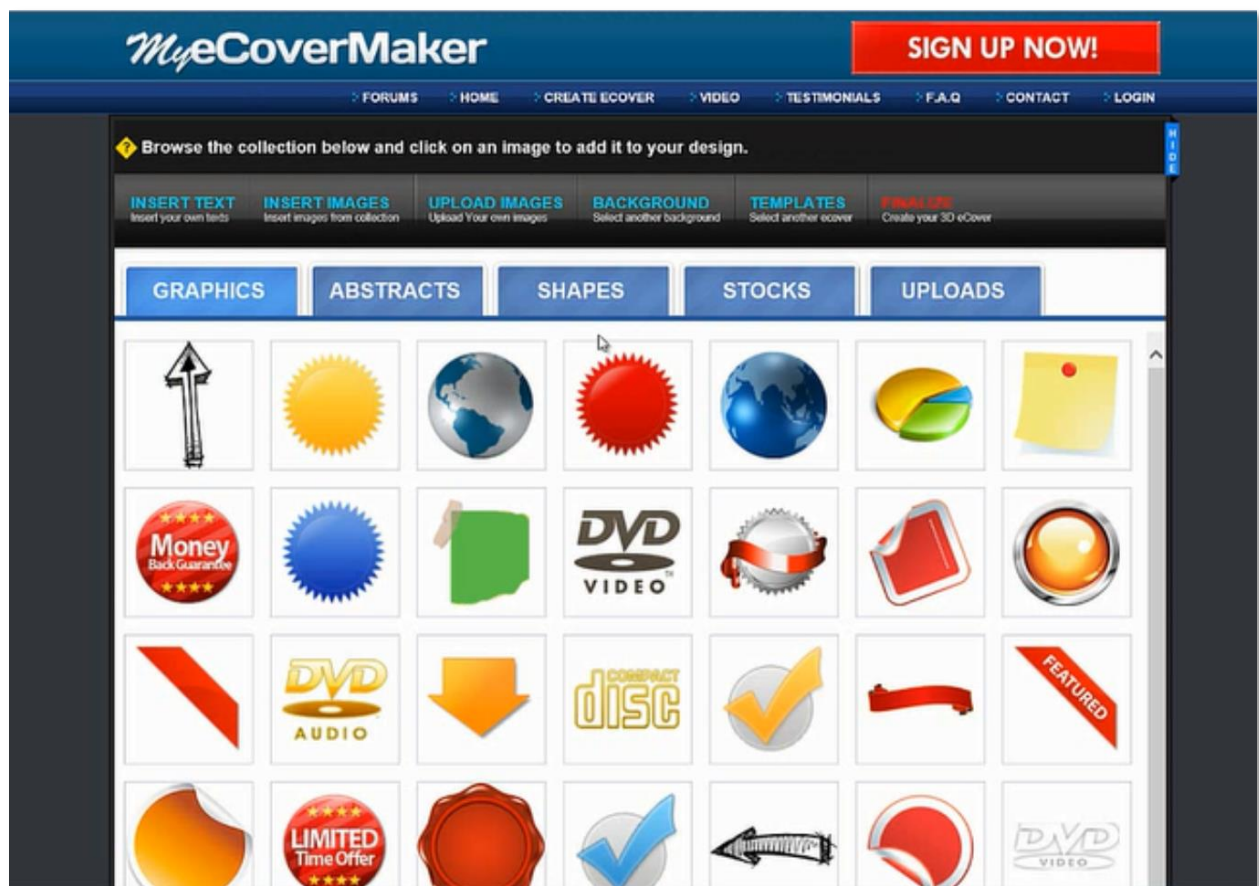 MyeCoverMaker
SIGN UP NOW!
FORUMS HOME CREATE ECOVER VIDEO TESTIMONIALS F.A.Q CONTACT LOGIN
HIDE
? Browse the collection below and click on an image to add it to your design.
INSERT TEXT INSERT IMAGES UPLOAD IMAGES BACKGROUND TEMPLATES FINALIZE
Insert your own texts Insert images from collection Upload Your own images Select another background Select another ecover Create your 3D eCover
GRAPHICS ABSTRACTS SHAPES STOCKS UPLOADS
Money
Back Guarantee
DVD
VIDEO™
DVD
AUDIO
COMPACT
disc
FEATURED
LIMITED
Time Offer
DVD
VIDEO